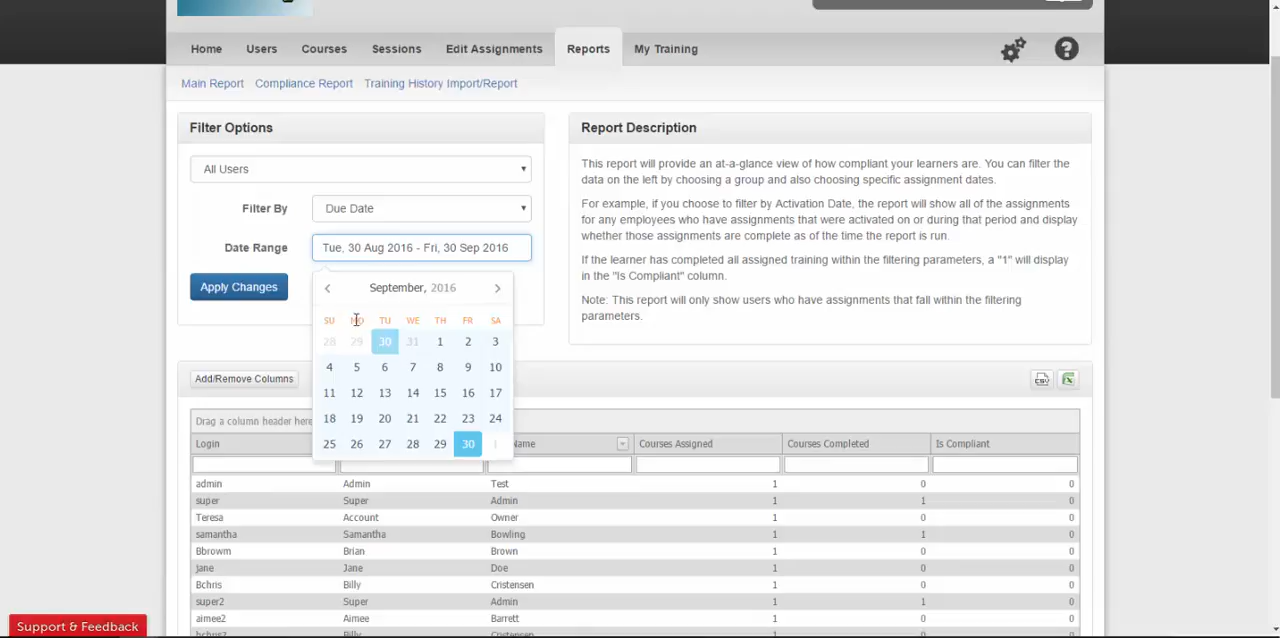 Home Users Courses Sessions Edit Assignments Reports My Training
Main Report Compliance Report Training History Import/Report
Filter Options
All Users
Filter By Due Date
Date Range Tue, 30 Aug 2016 - Fri, 30 Sep 2016
Apply Changes
September, 2016
SU MO TU WE TH FR SA
28 29 30 31 1 2 3
4 5 6 7 8 9 10
11 12 13 14 15 16 17
18 19 20 21 22 23 24
25 26 27 28 29 30 1
Report Description
This report will provide an at-a-glance view of how compliant your learners are. You can filter the
data on the left by choosing a group and also choosing specific assignment dates.
For example, if you choose to filter by Activation Date, the report will show all of the assignments
for any employees who have assignments that were activated on or during that period and display
whether those assignments are complete as of the time the report is run.
If the learner has completed all assigned training within the filtering parameters, a "1" will display
in the "Is Compliant" column.
Note: This report will only show users who have assignments that fall within the filtering
parameters.
Add/Remove Columns CSV
Drag a column header here
Login Name Courses Assigned Courses Completed Is Compliant
admin Admin Test 1 0 0
super Super Admin 1 1 0
Teresa Account Owner 1 0 0
samantha Samantha Bowling 1 1 0
Bbrowm Brian Brown 1 0 0
jane Jane Doe 1 0 0
Bchris Billy Cristensen 1 0 0
super2 Super Admin 1 1 0
aimee2 Aimee Barrett 1 0 0
bchris2 Billy Cristensen 1 0 0
Support & Feedback